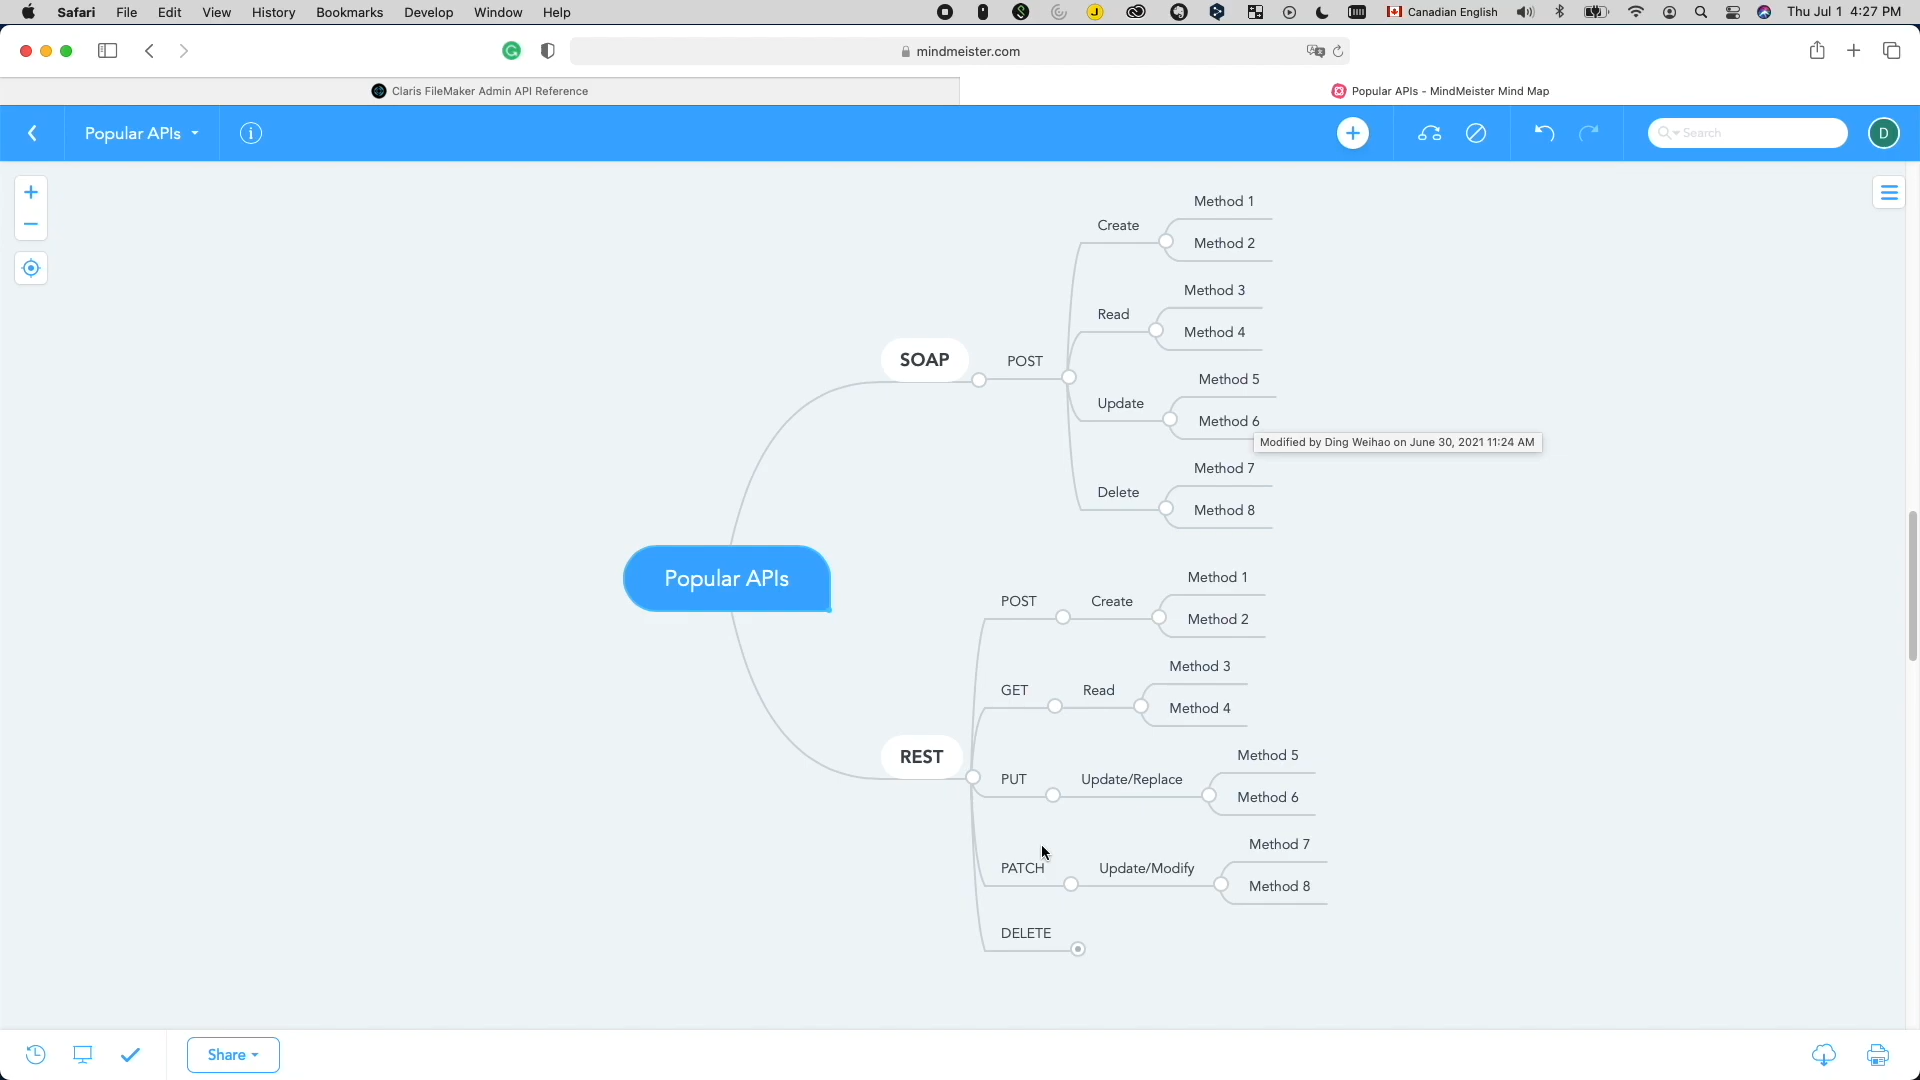 Safari File Edit View History Bookmarks Develop Window Help
Canadian English
Thu Jul 1 4:27 PM
mindmeister.com
Claris FileMaker Admin API Reference
Popular APIs - MindMeister Mind Map
Popular APIs
Search
D
Popular APIs
SOAP
POST
Create
Method 1
Method 2
Read
Method 3
Method 4
Update
Method 5
Method 6
Modified by Ding Weihao on June 30, 2021 11:24 AM
Delete
Method 7
Method 8
REST
POST
Create
Method 1
Method 2
GET
Read
Method 3
Method 4
PUT
Update/Replace
Method 5
Method 6
PATCH
Update/Modify
Method 7
Method 8
DELETE
Share